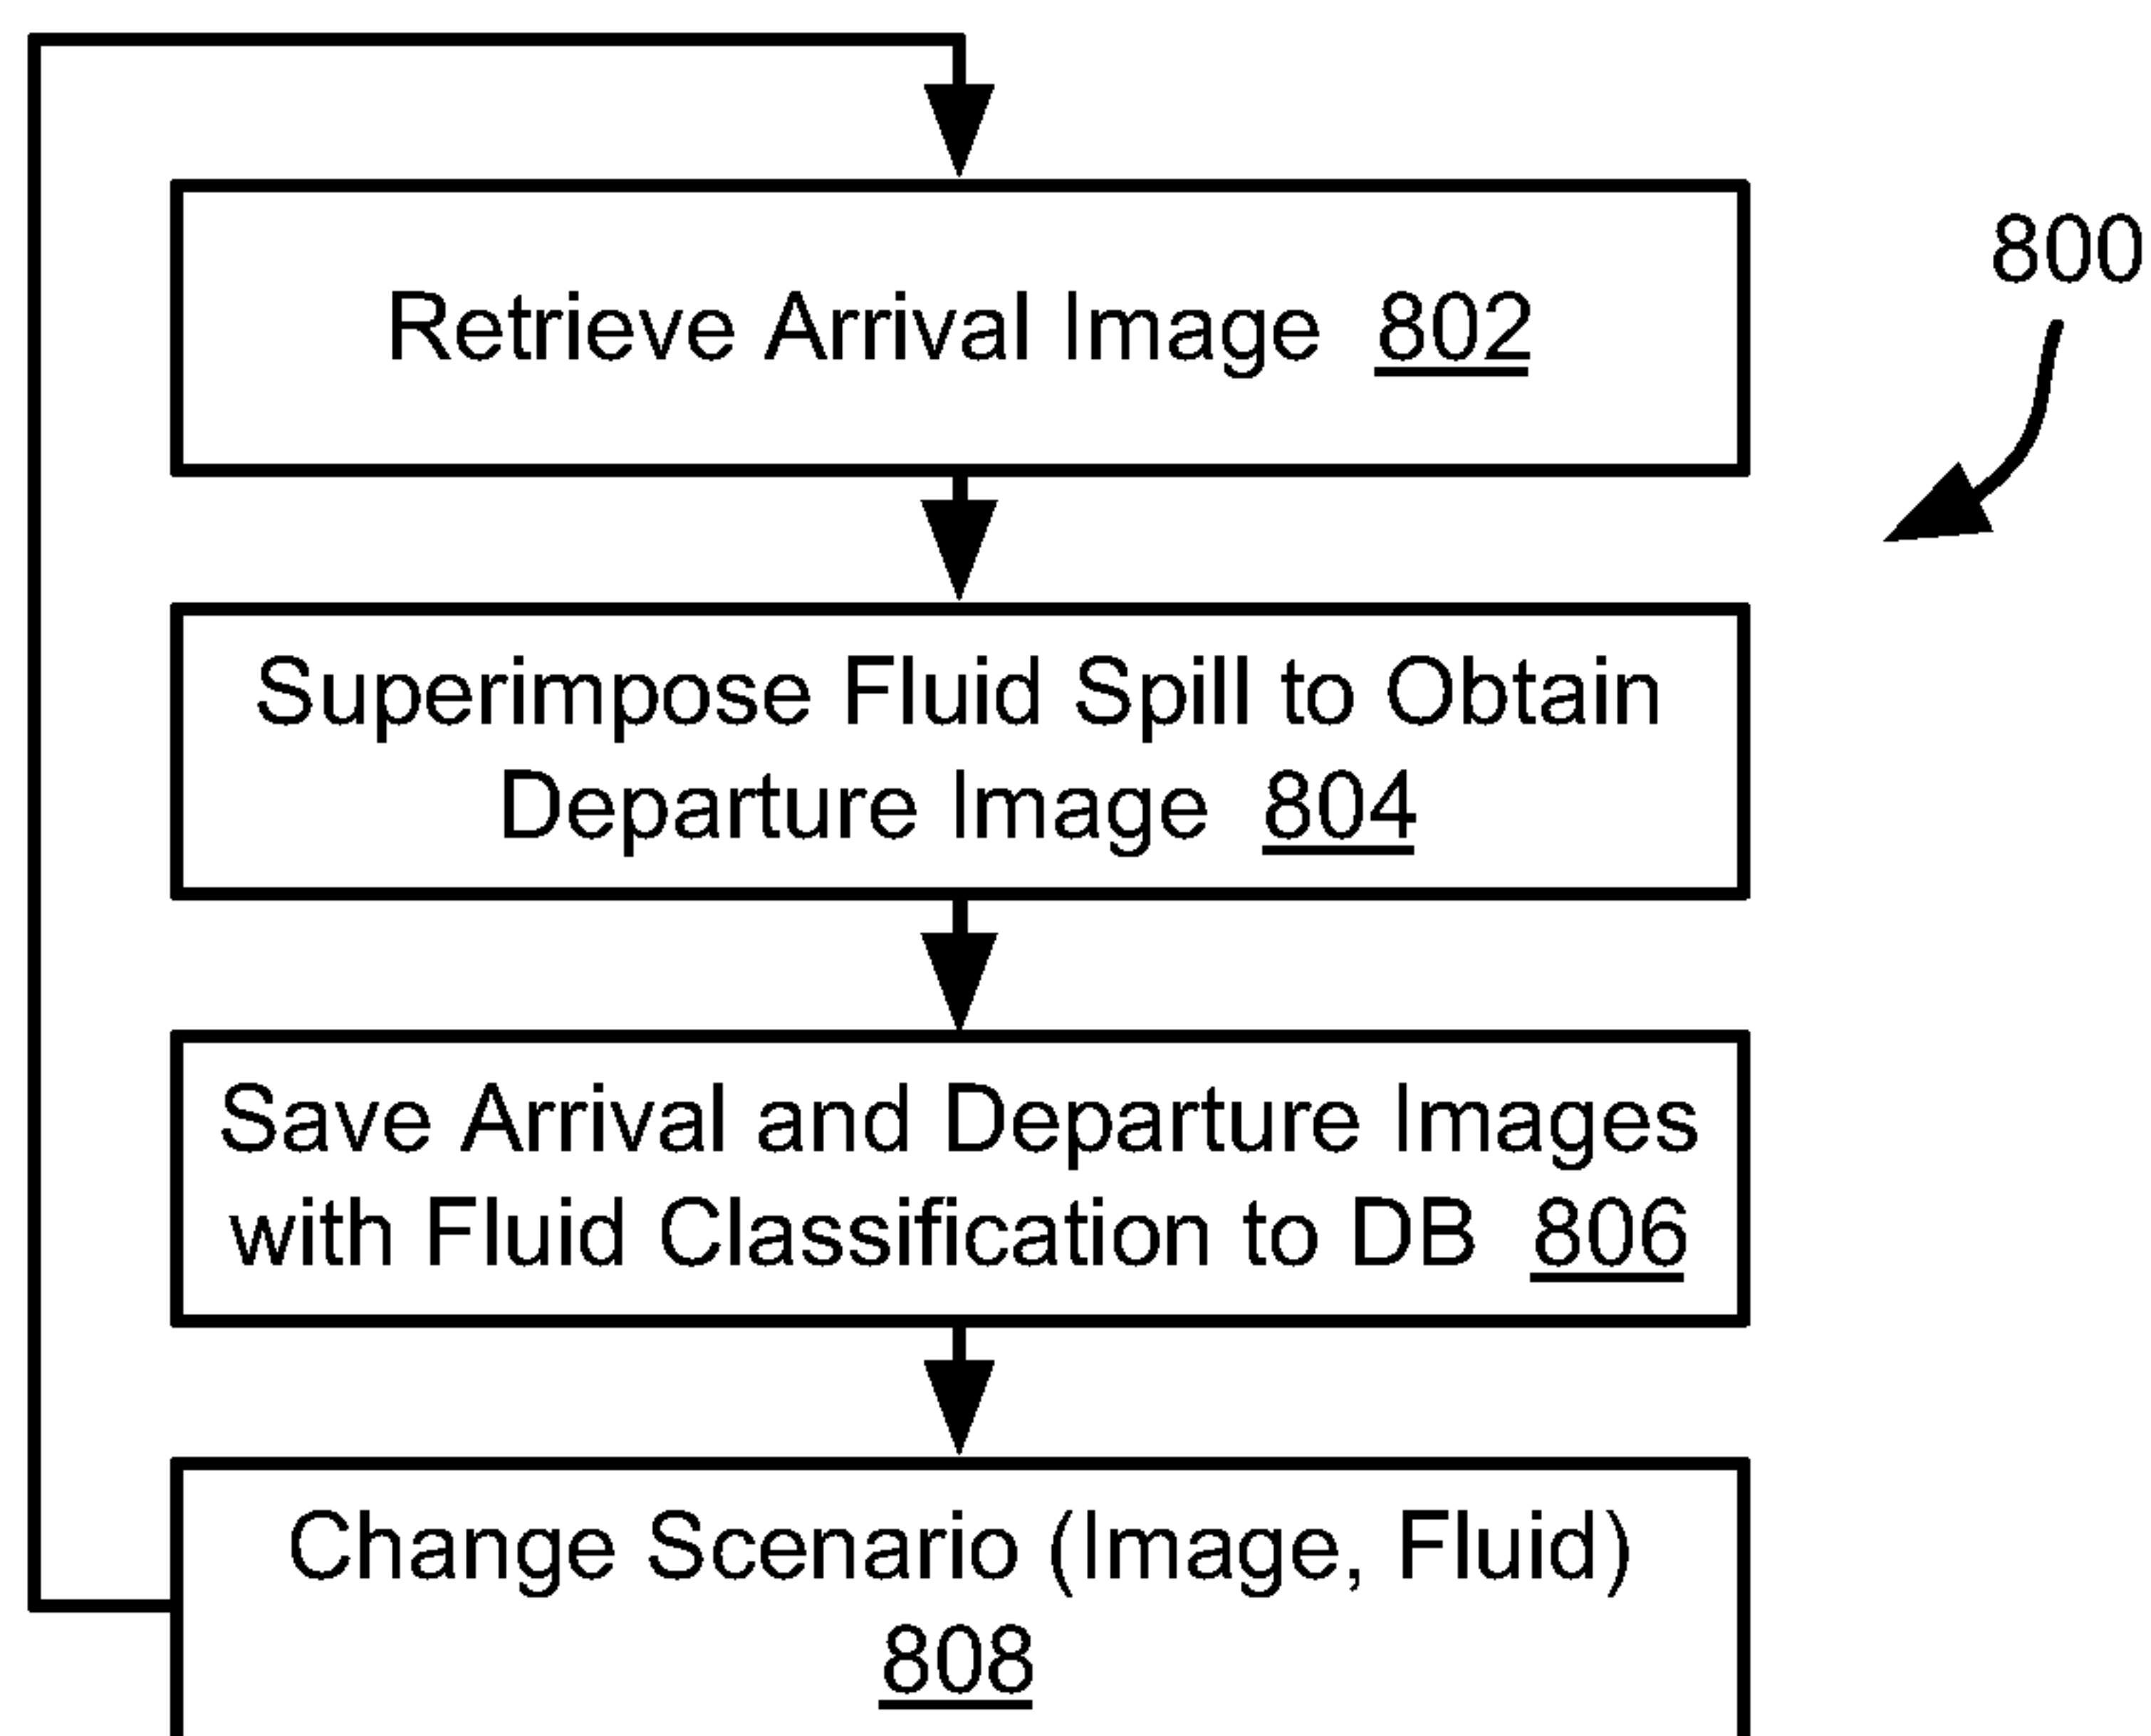 800
Retrieve Arrival Image 802
Superimpose Fluid Spill to Obtain
Departure Image 804
Save Arrival and Departure Images
with Fluid Classification to DB 806
Change Scenario (Image, Fluid)
808